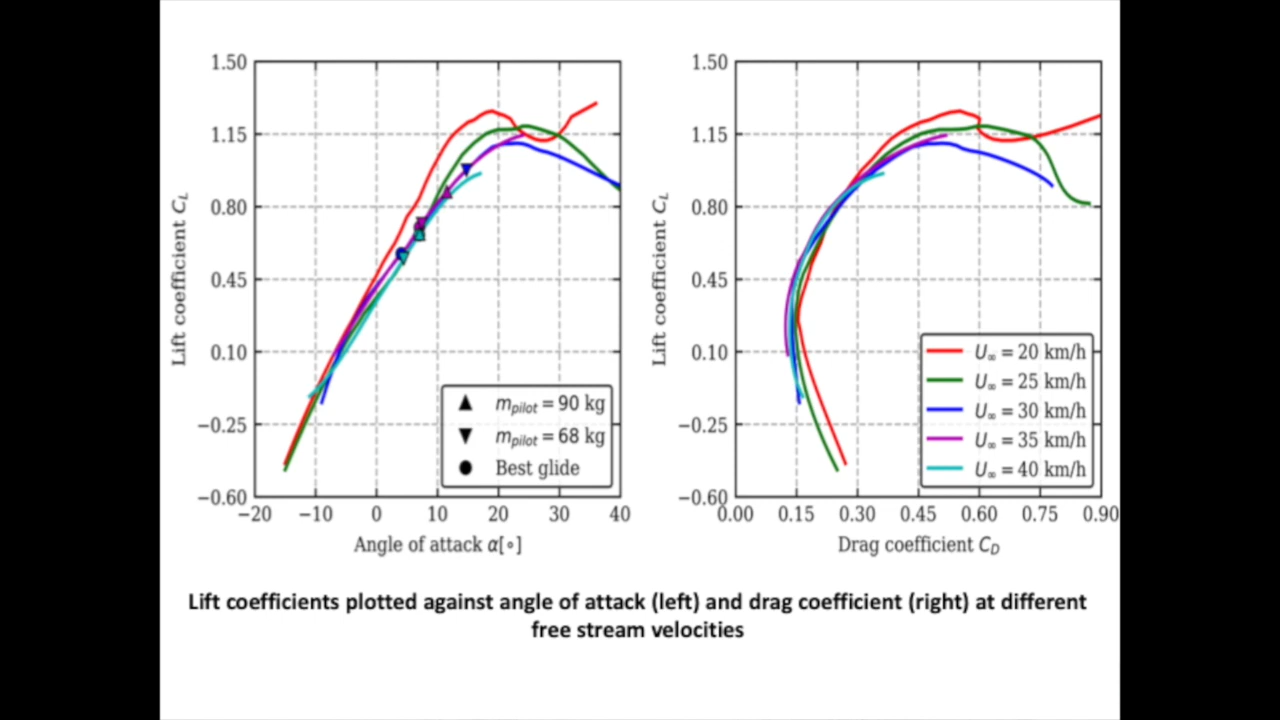 1.50
1.15
0.80
0.45
0.10
−0.25
−0.60
Lift coefficient C_L
−20 −10 0 10 20 30 40
Angle of attack α[∘]
m_pilot = 90 kg
m_pilot = 68 kg
Best glide
1.50
1.15
0.80
0.45
0.10
−0.25
−0.60
Lift coefficient C_L
0.00 0.15 0.30 0.45 0.60 0.75 0.90
Drag coefficient C_D
U_∞ = 20 km/h
U_∞ = 25 km/h
U_∞ = 30 km/h
U_∞ = 35 km/h
U_∞ = 40 km/h
Lift coefficients plotted against angle of attack (left) and drag coefficient (right) at different
free stream velocities